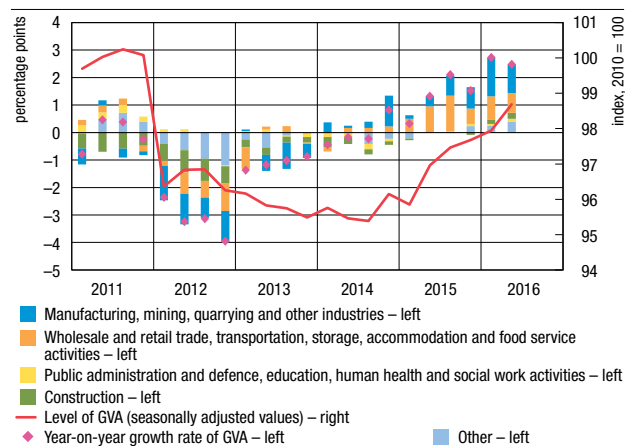 percentage points
index, 2010 = 100
4
3
2
1
0
–1
–2
–3
–4
–5
101
100
99
98
97
96
95
94
2011
2012
2013
2014
2015
2016
Manufacturing, mining, quarrying and other industries – left
Wholesale and retail trade, transportation, storage, accommodation and food service
activities – left
Public administration and defence, education, human health and social work activities – left
Construction – left
Level of GVA (seasonally adjusted values) – right
Year-on-year growth rate of GVA – left
Other – left